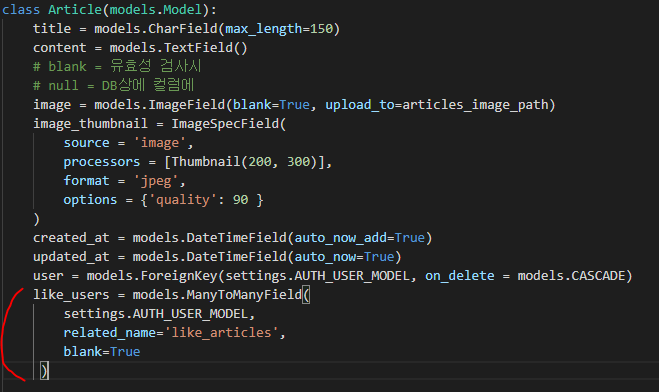 class Article(models.Model):
    title = models.CharField(max_length=150)
    content = models.TextField()
    # blank = 유효성 검사시
    # null = DB상에 컬럼에
    image = models.ImageField(blank=True, upload_to=articles_image_path)
    image_thumbnail = ImageSpecField(
        source = 'image',
        processors = [Thumbnail(200, 300)],
        format = 'jpeg',
        options = {'quality': 90 }
    )
    created_at = models.DateTimeField(auto_now_add=True)
    updated_at = models.DateTimeField(auto_now=True)
    user = models.ForeignKey(settings.AUTH_USER_MODEL, on_delete = models.CASCADE)
    like_users = models.ManyToManyField(
        settings.AUTH_USER_MODEL,
        related_name='like_articles',
        blank=True
     )